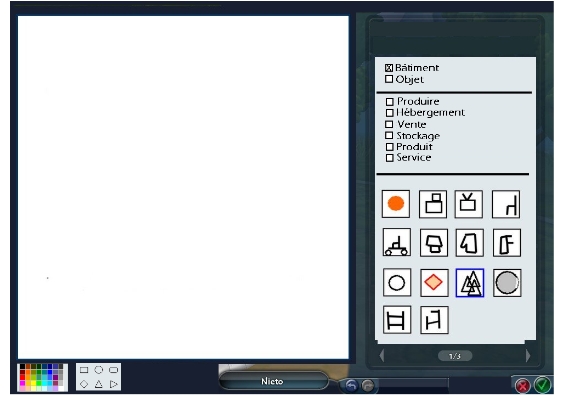 Bâtiment
Objet
Produire
Hébergement
Vente
Stockage
Produit
Service
1/3
Nieto